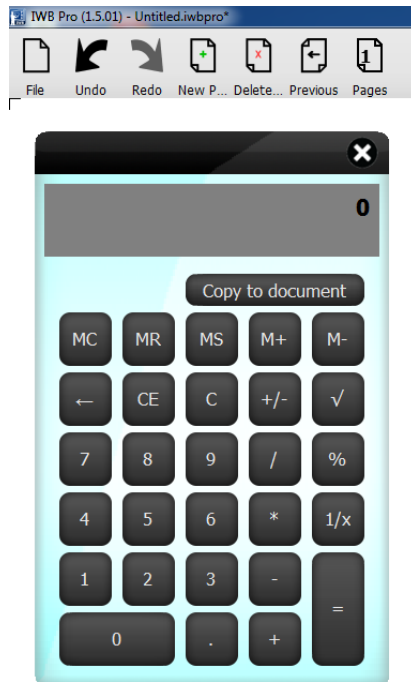 IWB Pro (1.5.01) - Untitled.iwbpro*
1
File Undo Redo New P... Delete... Previous Pages
0
Copy to document
MC MR MS M+ M-
← CE C +/- √
7 8 9 / %
4 5 6 * 1/x
1 2 3 -
=
0 . +